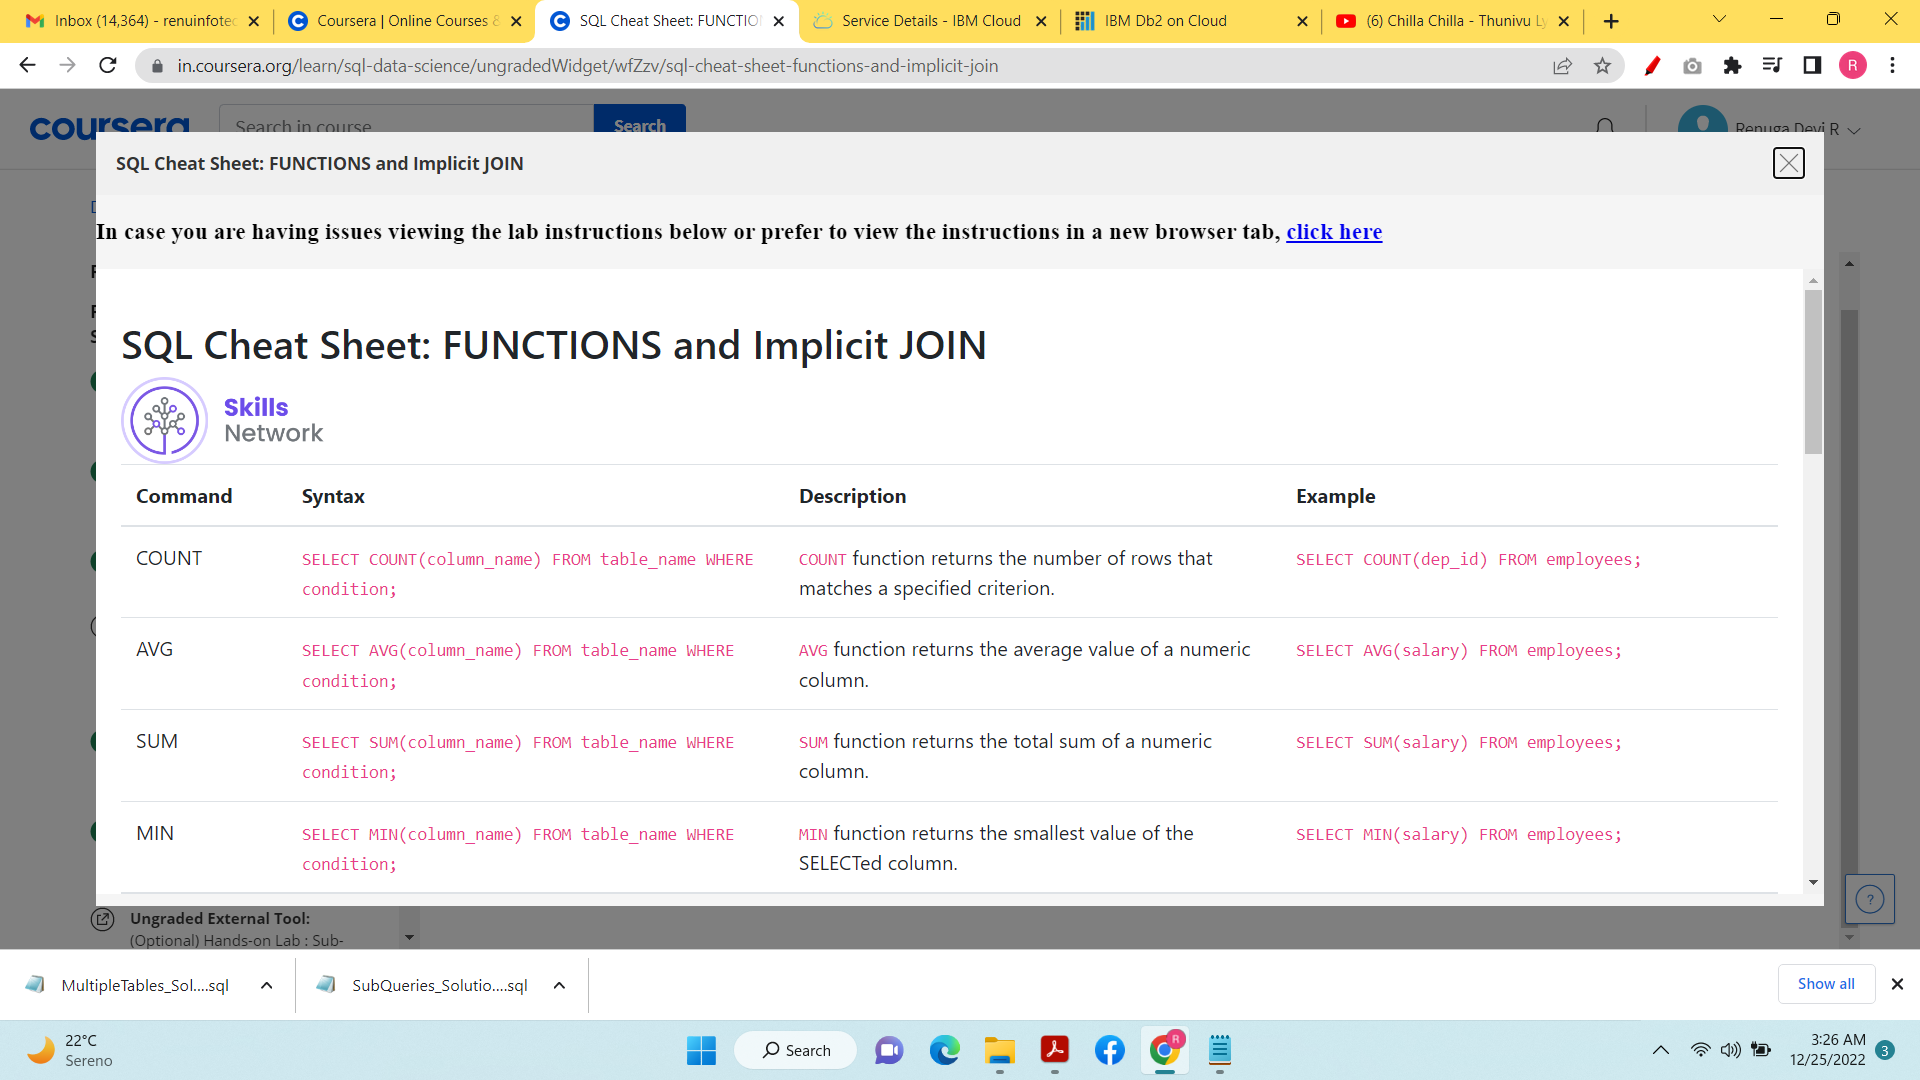 Inbox (14,364) - renuinfotec
Coursera | Online Courses &
SQL Cheat Sheet: FUNCTION
Service Details - IBM Cloud
IBM Db2 on Cloud
(6) Chilla Chilla - Thunivu Ly
in.coursera.org/learn/sql-data-science/ungradedWidget/wfZzv/sql-cheat-sheet-functions-and-implicit-join
R
coursera
Search in course
Search
Renuga Devi R
SQL Cheat Sheet: FUNCTIONS and Implicit JOIN
In case you are having issues viewing the lab instructions below or prefer to view the instructions in a new browser tab, click here
SQL Cheat Sheet: FUNCTIONS and Implicit JOIN
Skills
Network
Command Syntax Description Example
COUNT SELECT COUNT(column_name) FROM table_name WHERE COUNT function returns the number of rows that SELECT COUNT(dep_id) FROM employees;
condition; matches a specified criterion.
AVG SELECT AVG(column_name) FROM table_name WHERE AVG function returns the average value of a numeric SELECT AVG(salary) FROM employees;
condition; column.
SUM SELECT SUM(column_name) FROM table_name WHERE SUM function returns the total sum of a numeric SELECT SUM(salary) FROM employees;
condition; column.
MIN SELECT MIN(column_name) FROM table_name WHERE MIN function returns the smallest value of the SELECT MIN(salary) FROM employees;
condition; SELECTed column.
Ungraded External Tool:
(Optional) Hands-on Lab : Sub-
?
MultipleTables_Sol....sql
SubQueries_Solutio....sql
Show all
22°C
Sereno
Search
R
3:26 AM
12/25/2022
3